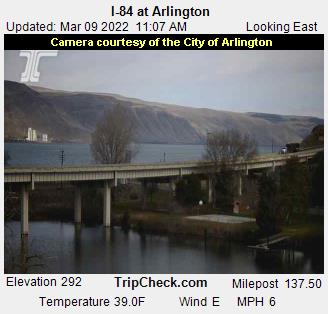 I-84 at Arlington
Updated: Mar 09 2022 11:07 AM Looking East
Camera courtesy of the City of Arlington
Elevation 292 TripCheck.com Milepost 137.50
Temperature 39.0F Wind E MPH 6